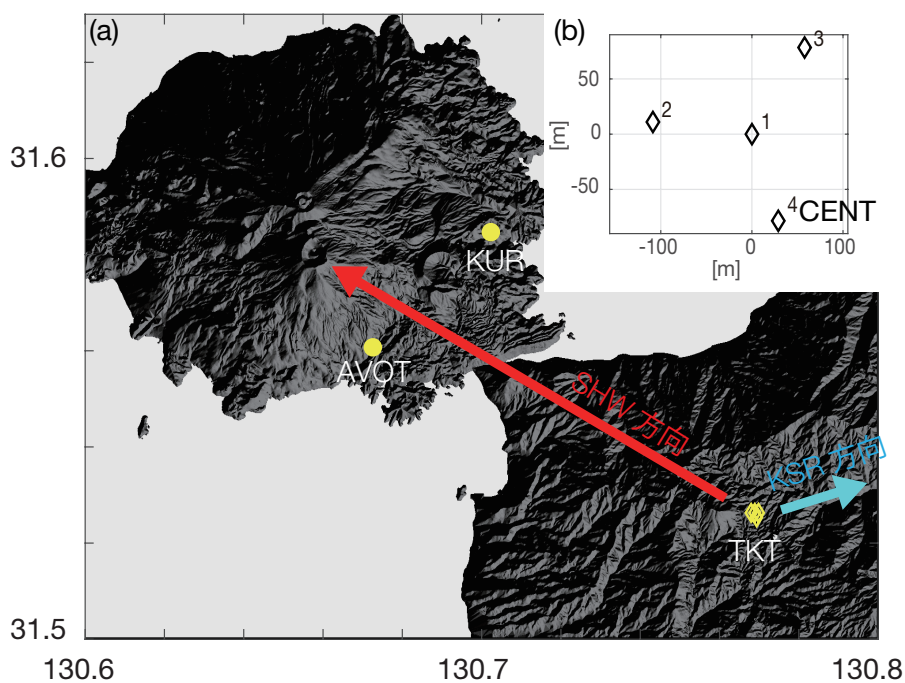 (a)
(b)
50
0
-50
[m]
-100
0
100
[m]
1
2
3
4CENT
31.6
31.5
130.6
130.7
130.8
KUR
AVOT
SHW 方向
KSR 方向
TKT